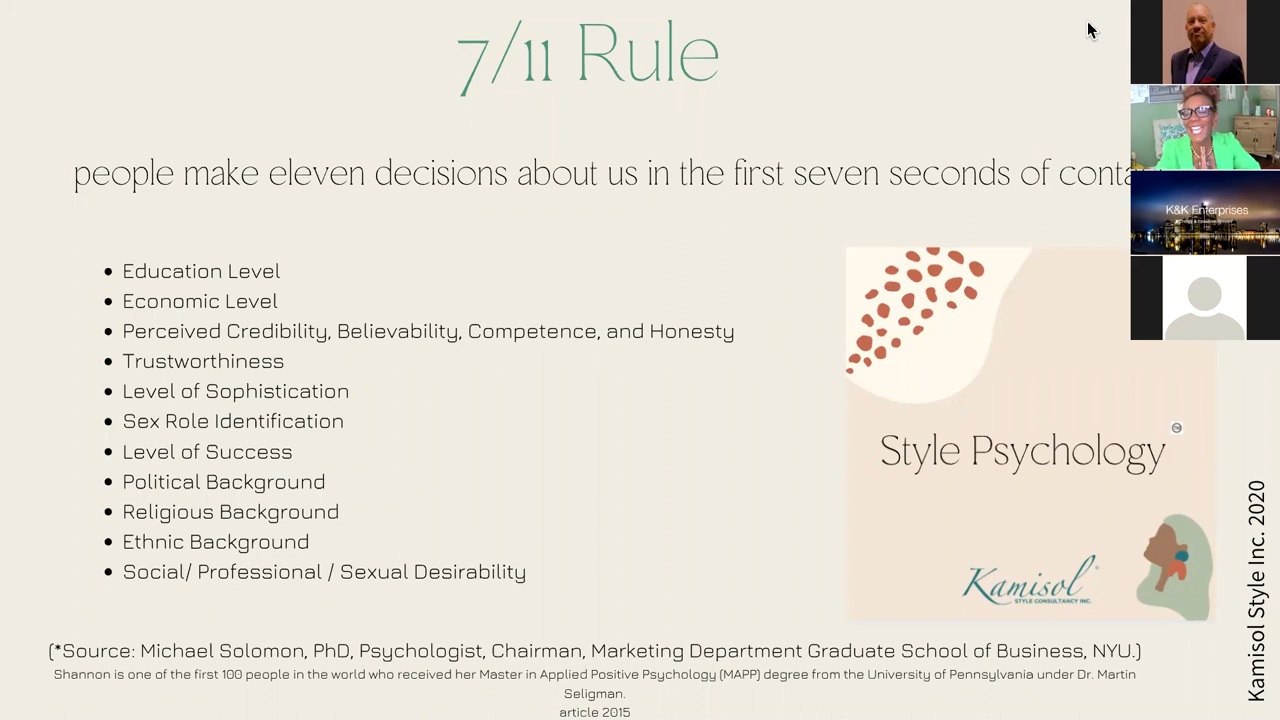 7/11 Rule
people make eleven decisions about us in the first seven seconds of
Education Level
Economic Level
Perceived Credibility, Believability, Competence, and Honesty
Trustworthiness
Level of Sophistication
Sex Role Identification
Level of Success
Political Background
Religious Background
Ethnic Background
Social/ Professional / Sexual Desirability
K&K Enterprises
Style Psychology
Kamisol
STYLE CONSULTANCY INC.
Kamisol Style Inc. 2020
(*Source: Michael Solomon, PhD, Psychologist, Chairman, Marketing Department Graduate School of Business, NYU.)
Shannon is one of the first 100 people in the world who received her Master in Applied Positive Psychology (MAPP) degree from the University of Pennsylvania under Dr. Martin
Seligman.
article 2015